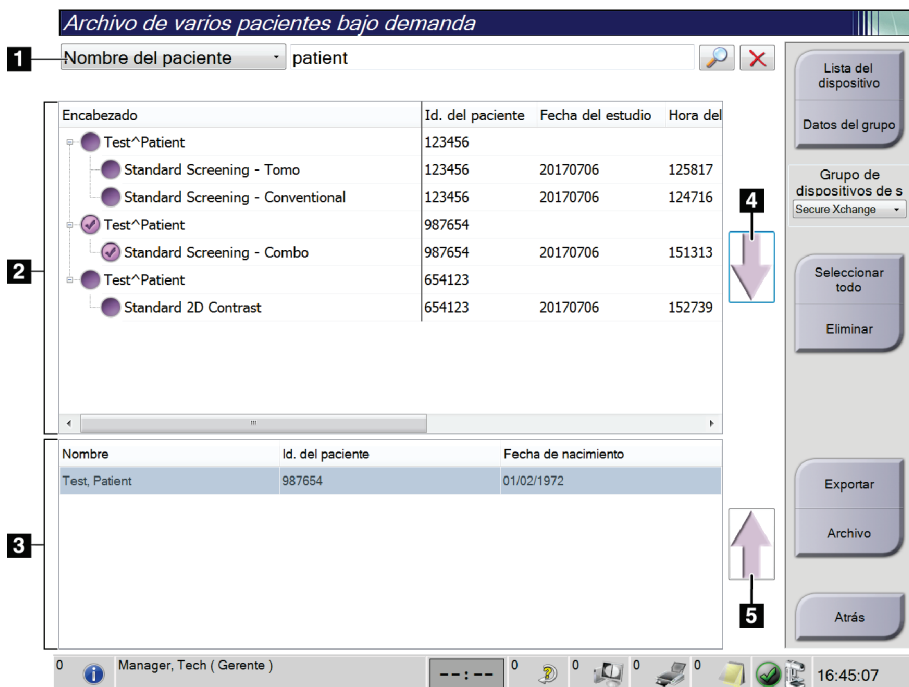 Archivo de varios pacientes bajo demanda
1
Nombre del paciente
patient
Lista del
dispositivo
Datos del grupo
Grupo de
dispositivos de s
Secure Xchange
Seleccionar
todo
Eliminar
Exportar
Archivo
Atrás
2
Encabezado Id. del paciente Fecha del estudio Hora del
Test^Patient 123456
Standard Screening - Tomo 123456 20170706 125817
Standard Screening - Conventional 123456 20170706 124716
Test^Patient 987654
Standard Screening - Combo 987654 20170706 151313
Test^Patient 654123
Standard 2D Contrast 654123 20170706 152739
4
3
Nombre Id. del paciente Fecha de nacimiento
Test, Patient 987654 01/02/1972
5
0 Manager, Tech ( Gerente ) --:-- 0 0 0 0 16:45:07